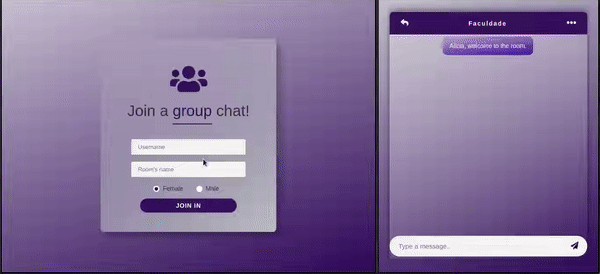 Join a group chat!
Username
Room's name
Female
Male
JOIN IN
Faculdade
Alicia, welcome to the room.
Type a message..